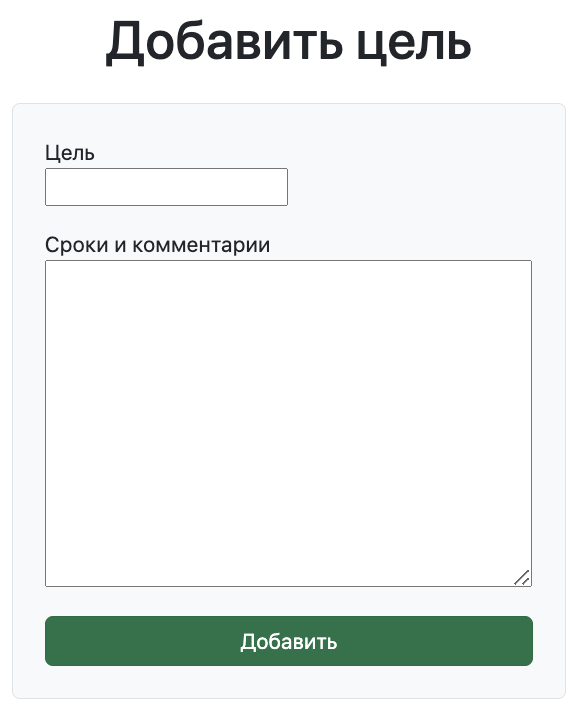 Добавить цель
Цель
Сроки и комментарии
Добавить